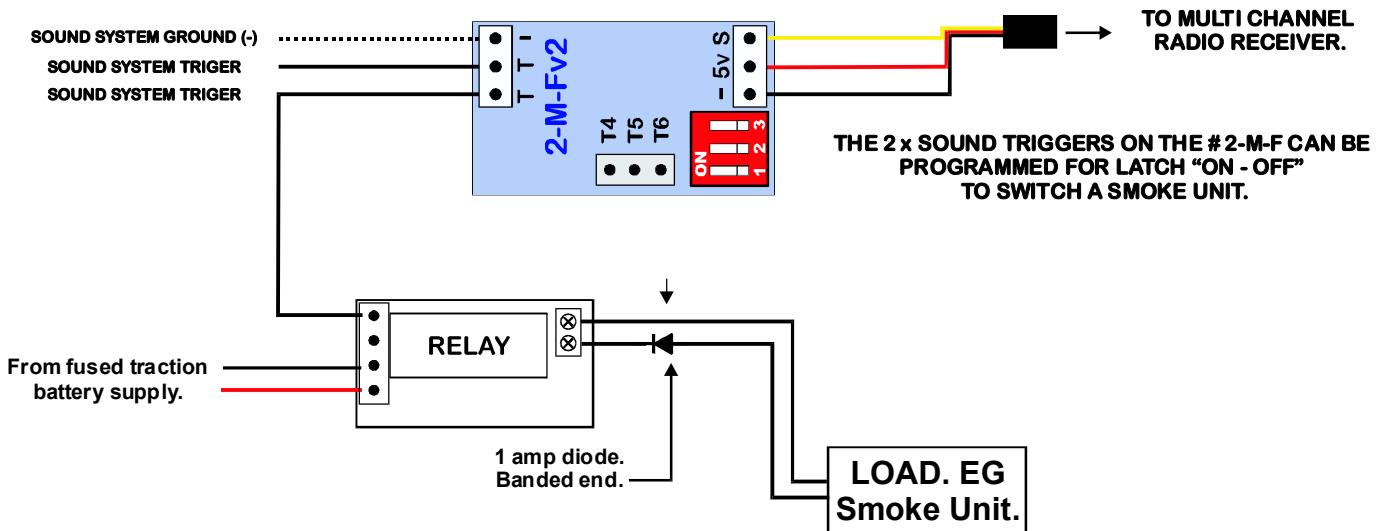 SOUND SYSTEM GROUND (-)
SOUND SYSTEM TRIGER
SOUND SYSTEM TRIGER
-
T
T
2-M-Fv2
T4
T5
T6
S
5v
-
ON
1
2
3
TO MULTI CHANNEL
RADIO RECEIVER.
THE 2 x SOUND TRIGGERS ON THE # 2-M-F CAN BE
PROGRAMMED FOR LATCH “ON - OFF”
TO SWITCH A SMOKE UNIT.
RELAY
From fused traction
battery supply.
1 amp diode.
Banded end.
LOAD. EG
Smoke Unit.